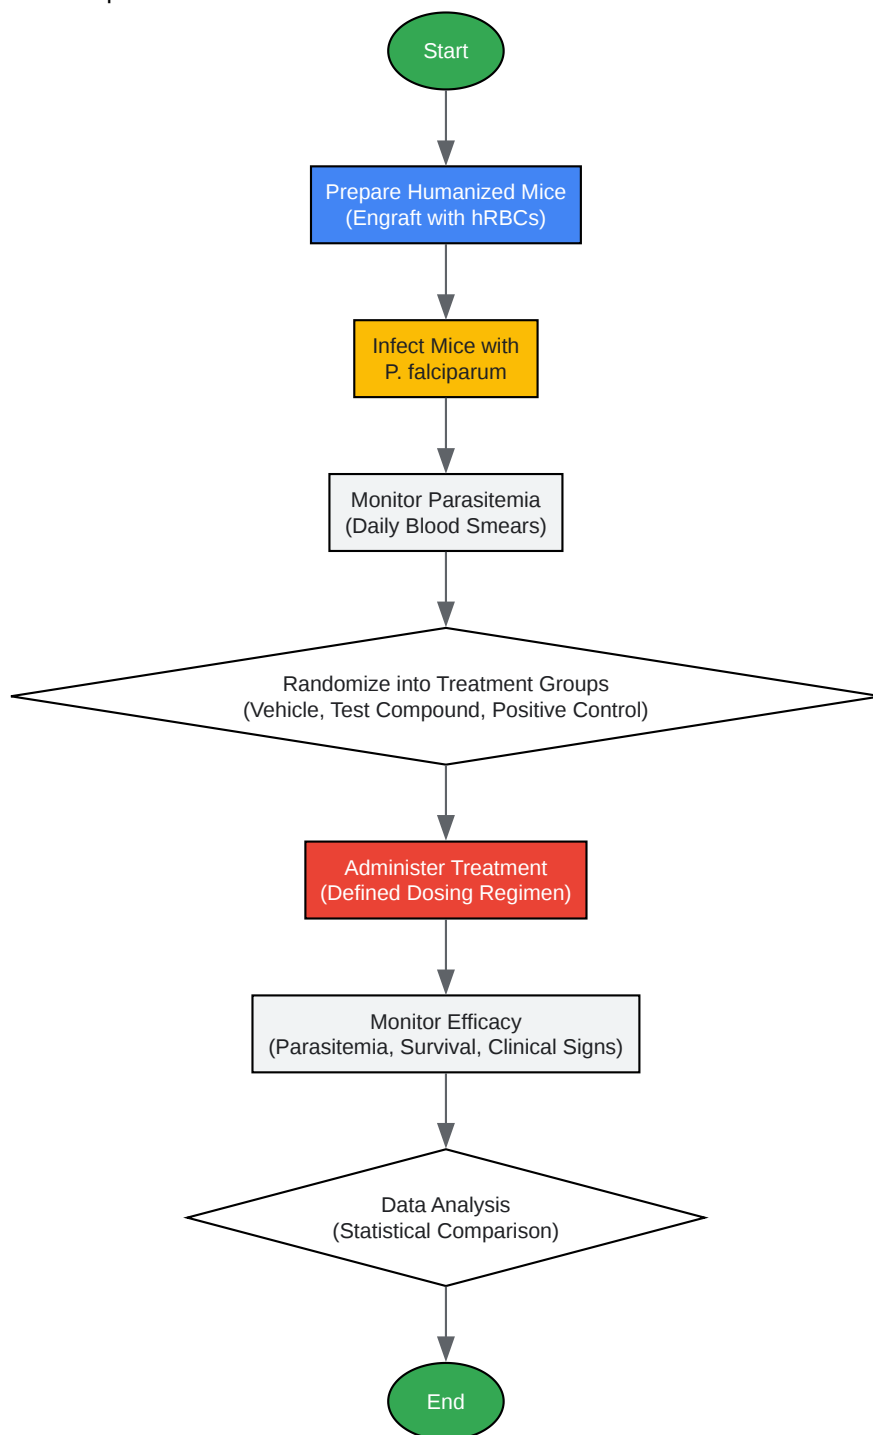 Start
Prepare Humanized Mice
(Engraft with hRBCs)
Infect Mice with
P. falciparum
Monitor Parasitemia
(Daily Blood Smears)
Randomize into Treatment Groups
(Vehicle, Test Compound, Positive Control)
Administer Treatment
(Defined Dosing Regimen)
Monitor Efficacy
(Parasitemia, Survival, Clinical Signs)
Data Analysis
(Statistical Comparison)
End